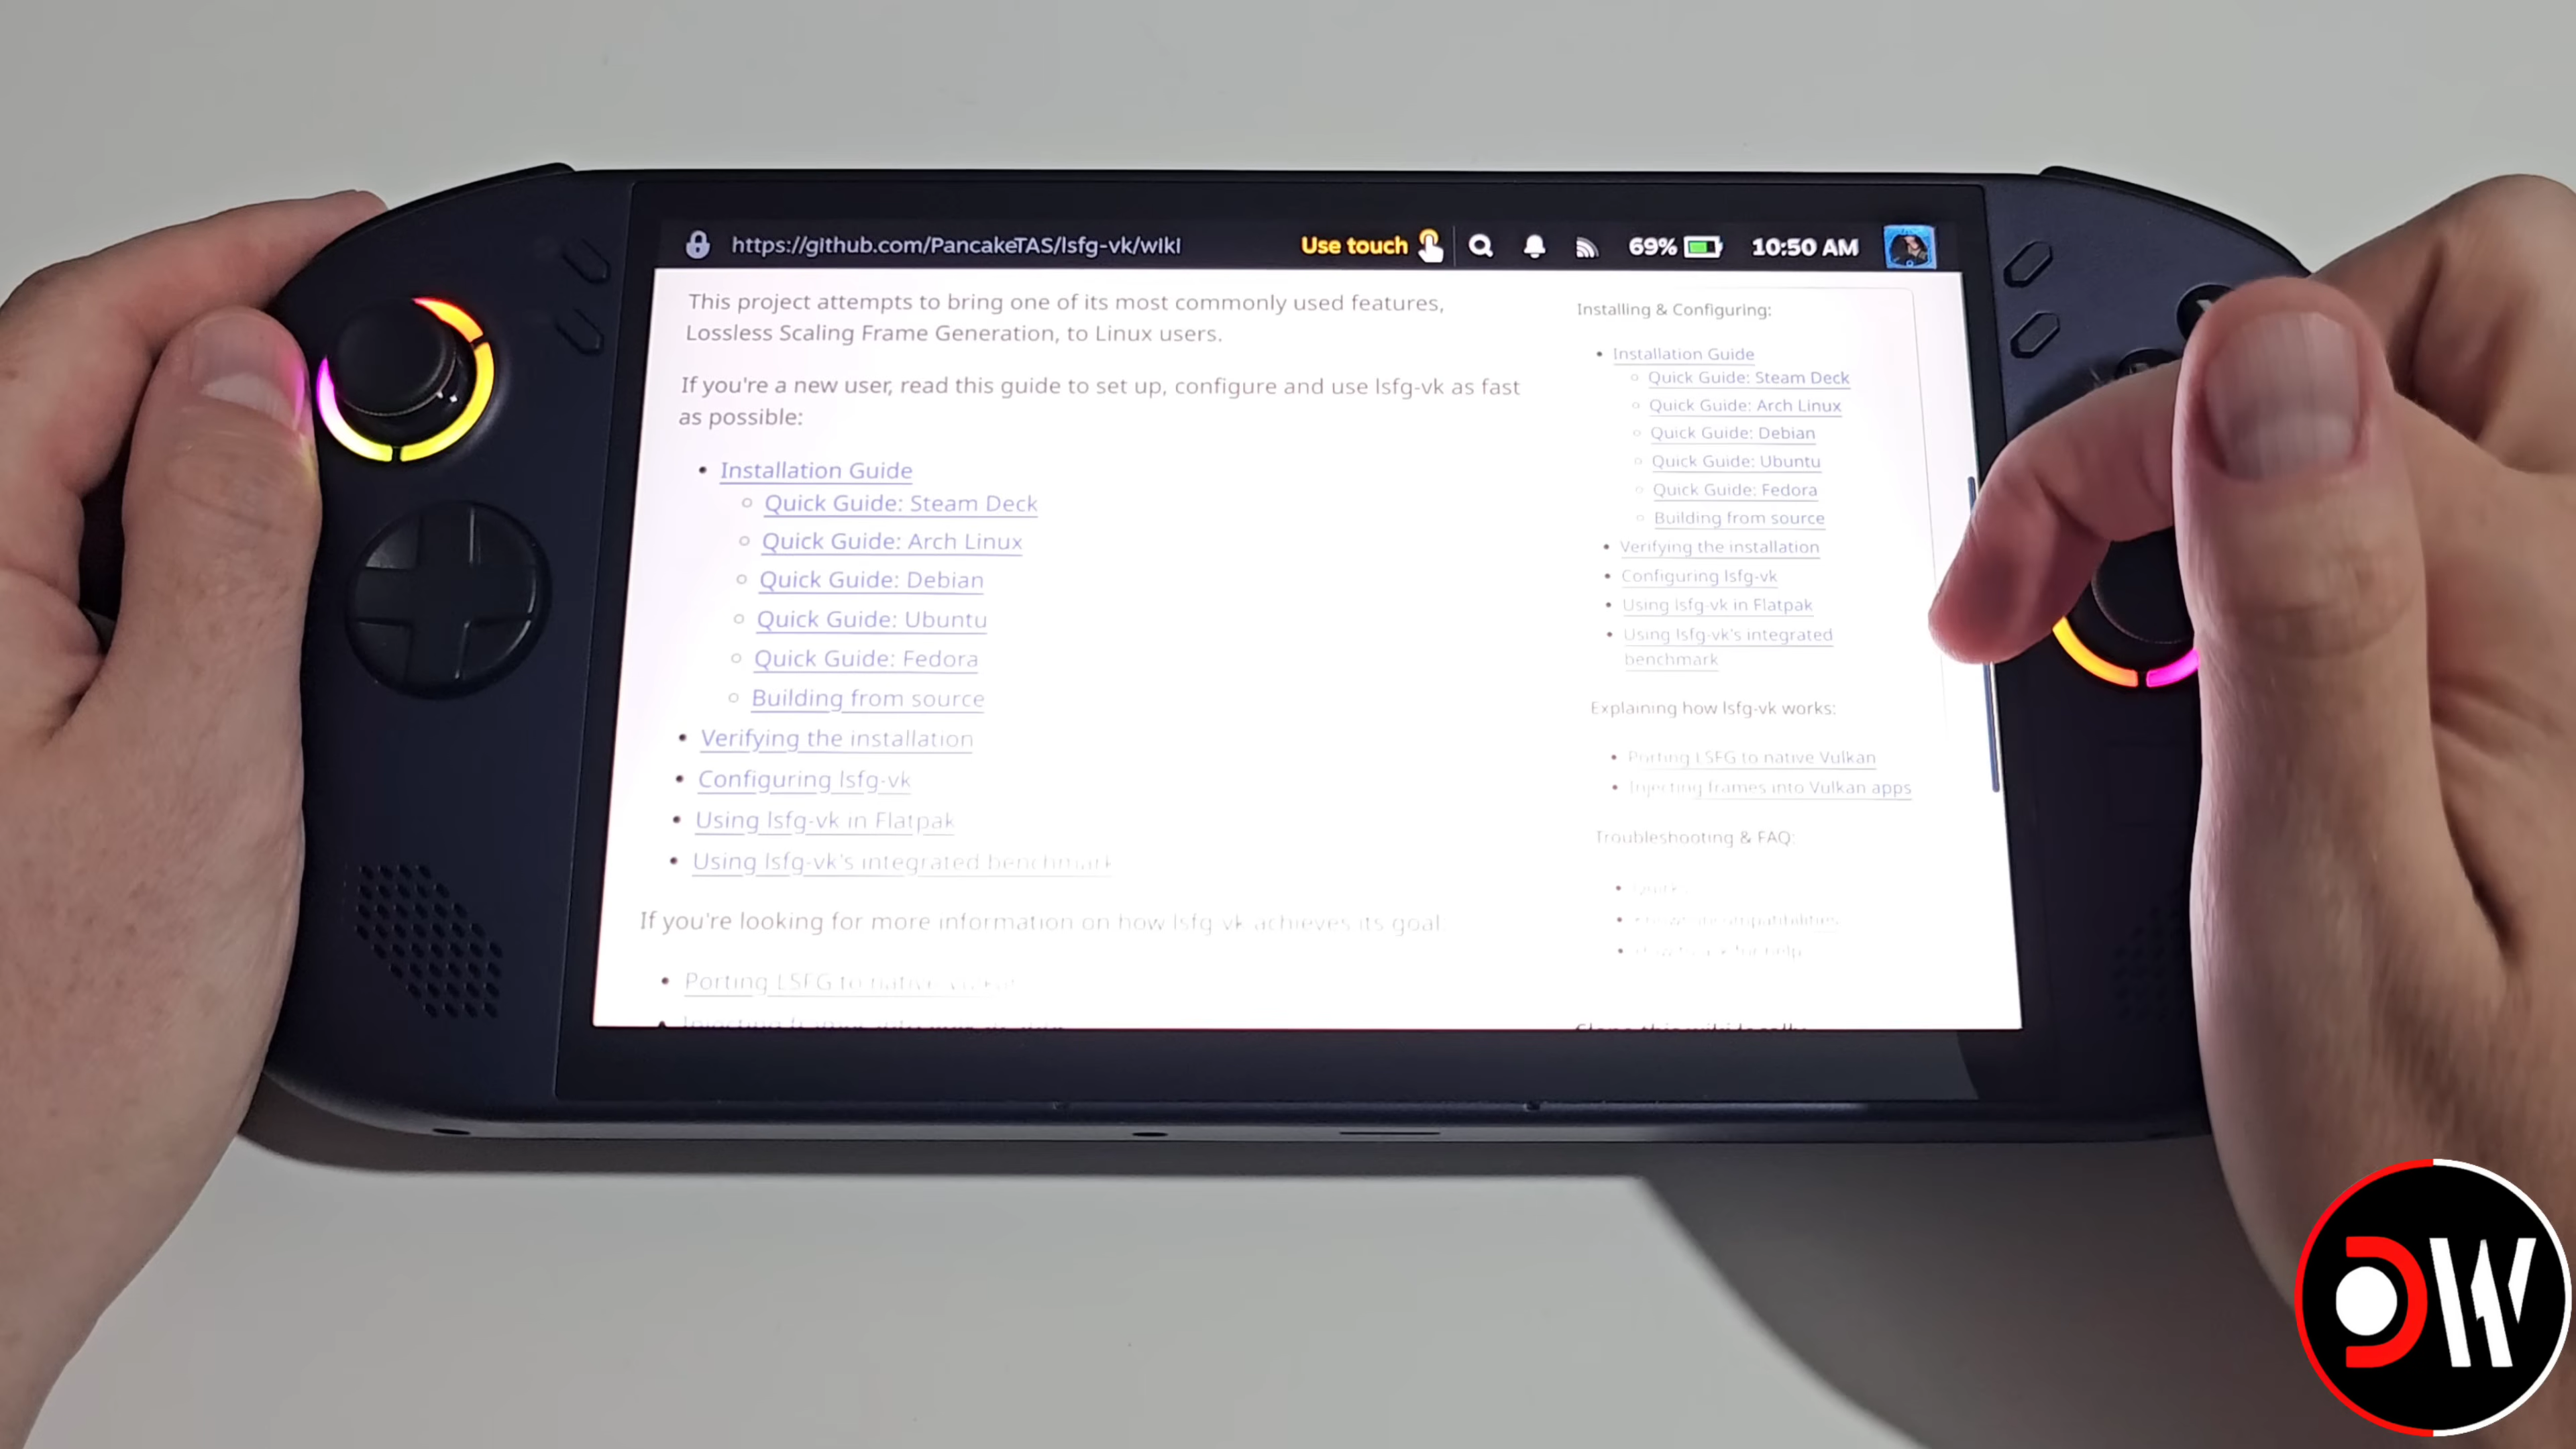 https://github.com/PancakeTAS/lsfg-vk/wiki
Use touch
69%
10:50 AM
This project attempts to bring one of its most commonly used features,
Lossless Scaling Frame Generation, to Linux users.
If you're a new user, read this guide to set up, configure and use lsfg-vk as fast
as possible:
Installation Guide
Quick Guide: Steam Deck
Quick Guide: Arch Linux
Quick Guide: Debian
Quick Guide: Ubuntu
Quick Guide: Fedora
Building from source
Verifying the installation
Configuring lsfg-vk
Using lsfg-vk in Flatpak
Using lsfg-vk's integrated benchmark
If you're looking for more information on how lsfg-vk achieves its goal.
Porting LSFG to native
Installing & Configuring:
Installation Guide
Quick Guide: Steam Deck
Quick Guide: Arch Linux
Quick Guide: Debian
Quick Guide: Ubuntu
Quick Guide: Fedora
Building from source
Verifying the installation
Configuring lsfg-vk
Using lsfg-vk in Flatpak
Using lsfg-vk's integrated
benchmark
Explaining how lsfg-vk works:
Porting LSFG to native Vulkan
Injecting frames into Vulkan apps
Troubleshooting & FAQ:
DW